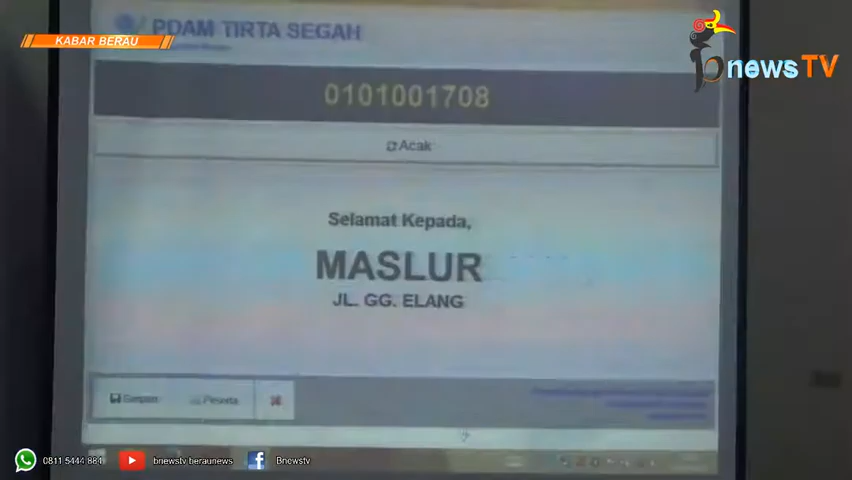 KABAR BERAU
bnewsTV
PDAM TIRTA SEGAH
0101001708
Acak
Selamat Kepada,
MASLUR
JL. GG. ELANG
Simpan
Peserta
0811 5444 884
bnewstv beraunews
Bnewstv